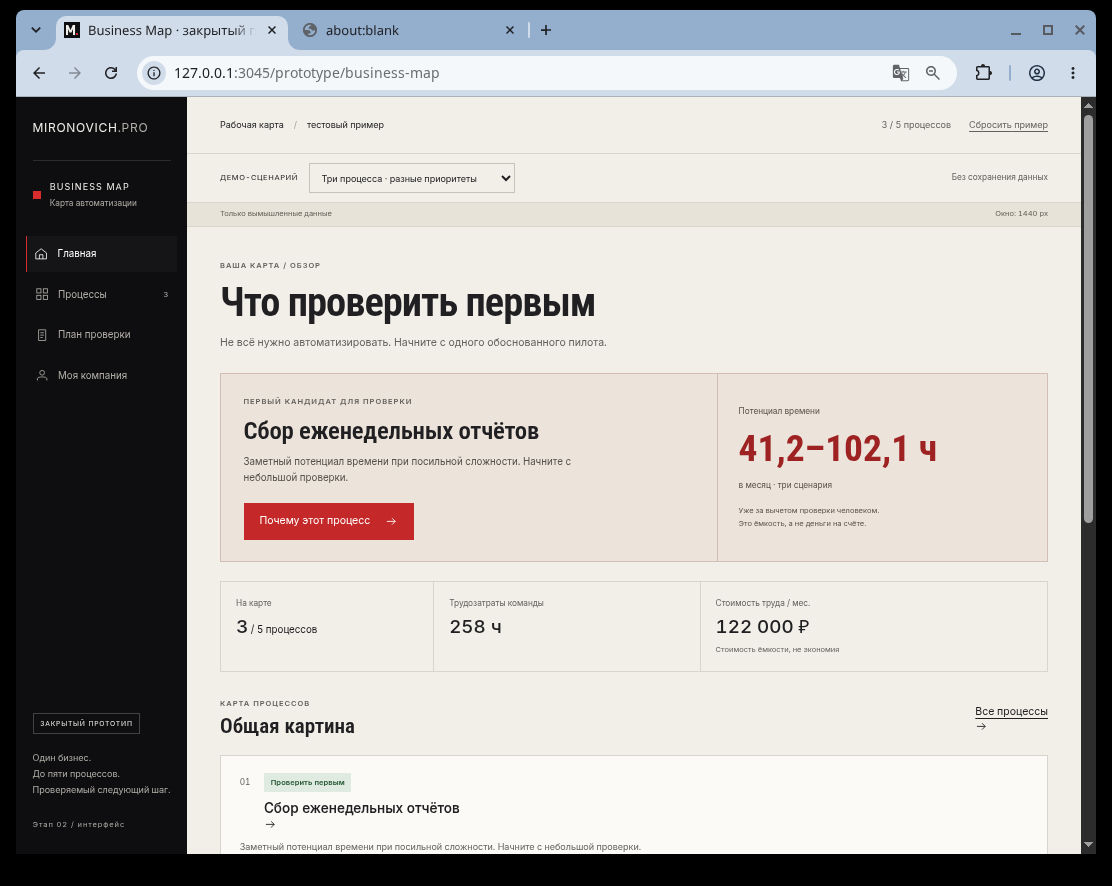 Business Map · закрытый г
about:blank
127.0.0.1:3045/prototype/business-map
MIRONOVICH.PRO
BUSINESS MAP
Карта автоматизации
Главная
Процессы 3
План проверки
Моя компания
ЗАКРЫТЫЙ ПРОТОТИП
Один бизнес.
До пяти процессов.
Проверяемый следующий шаг.
Этап 02 / интерфейс
Рабочая карта / тестовый пример
3 / 5 процессов Сбросить пример
ДЕМО-СЦЕНАРИЙ Три процесса · разные приоритеты
Без сохранения данных
Только вымышленные данные
Окно: 1440 px
ВАША КАРТА / ОБЗОР
Что проверить первым
Не всё нужно автоматизировать. Начните с одного обоснованного пилота.
ПЕРВЫЙ КАНДИДАТ ДЛЯ ПРОВЕРКИ
Сбор еженедельных отчётов
Заметный потенциал времени при посильной сложности. Начните с
небольшой проверки.
Почему этот процесс →
Потенциал времени
41,2–102,1 ч
в месяц · три сценария
Уже за вычетом проверки человеком.
Это ёмкость, а не деньги на счёте.
На карте
3 / 5 процессов
Трудозатраты команды
258 ч
Стоимость труда / мес.
122 000 ₽
Стоимость ёмкости, не экономия
КАРТА ПРОЦЕССОВ
Общая картина
Все процессы
→
01 Проверить первым
Сбор еженедельных отчётов
→
Заметный потенциал времени при посильной сложности. Начните с небольшой проверки.